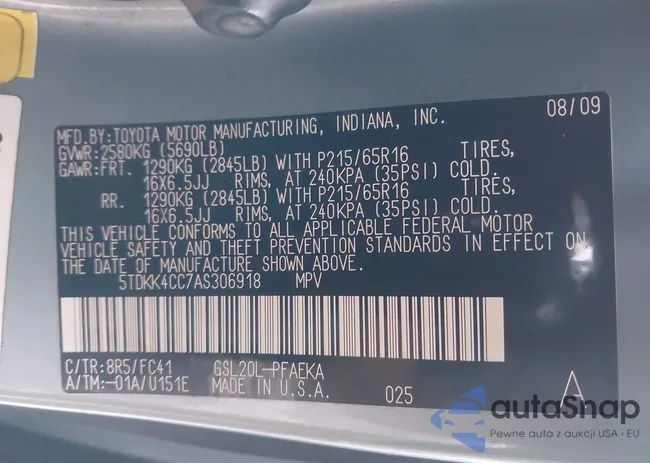 08/09
MFD.BY:TOYOTA MOTOR MANUFACTURING, INDIANA, INC.
GVWR:2580KG (5690LB)
GAWR:FRT. 1290KG (2845LB) WITH P215/65R16 TIRES,
16X6.5JJ RIMS, AT 240KPA (35PSI) COLD.
RR. 1290KG (2845LB) WITH P215/65R16 TIRES,
16X6.5JJ RIMS, AT 240KPA (35PSI) COLD.
THIS VEHICLE CONFORMS TO ALL APPLICABLE FEDERAL MOTOR
VEHICLE SAFETY AND THEFT PREVENTION STANDARDS IN EFFECT ON
THE DATE OF MANUFACTURE SHOWN ABOVE.
5TDKK4CC7AS306918 MPV
C/TR:8R5/FC41 GSL20L-PFAEKA
A/TM:-01A/U151E MADE IN U.S.A. 025 A
autoSnap
Pewne auta z aukcji USA i EU